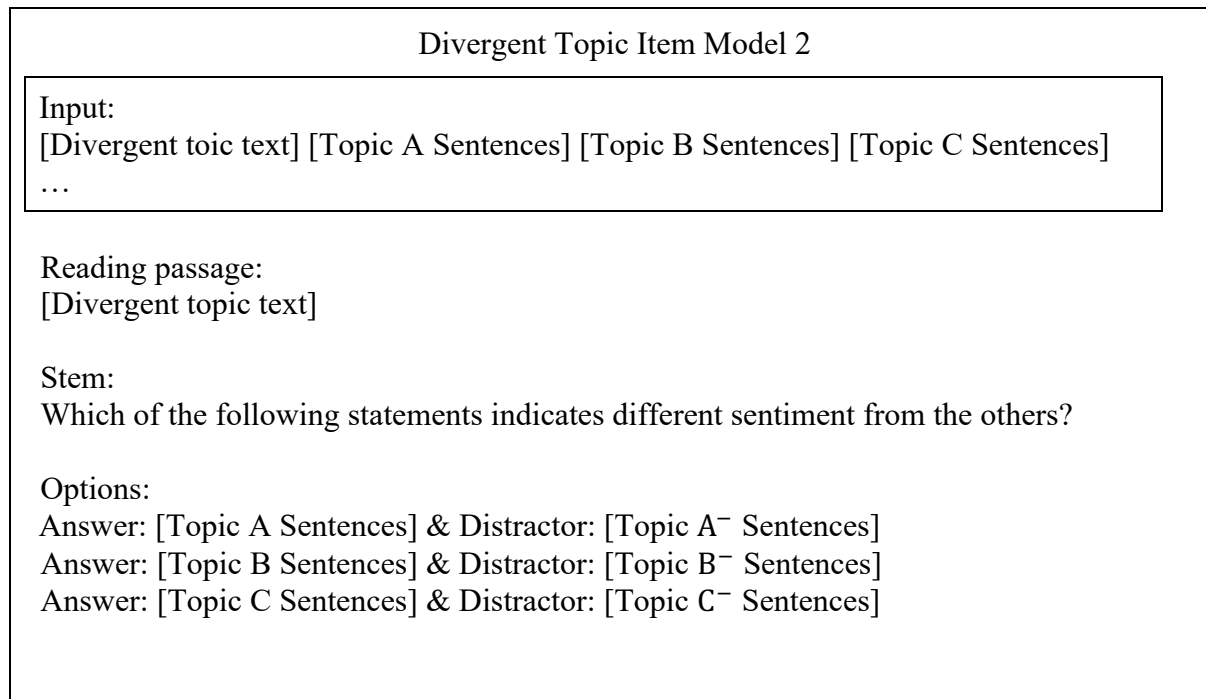 Divergent Topic Item Model 2
Input:
[Divergent toic text] [Topic A Sentences] [Topic B Sentences] [Topic C Sentences]
…
Reading passage:
[Divergent topic text]
Stem:
Which of the following statements indicates different sentiment from the others?
Options:
Answer: [Topic A Sentences] & Distractor: [Topic A⁻ Sentences]
Answer: [Topic B Sentences] & Distractor: [Topic B⁻ Sentences]
Answer: [Topic C Sentences] & Distractor: [Topic C⁻ Sentences]